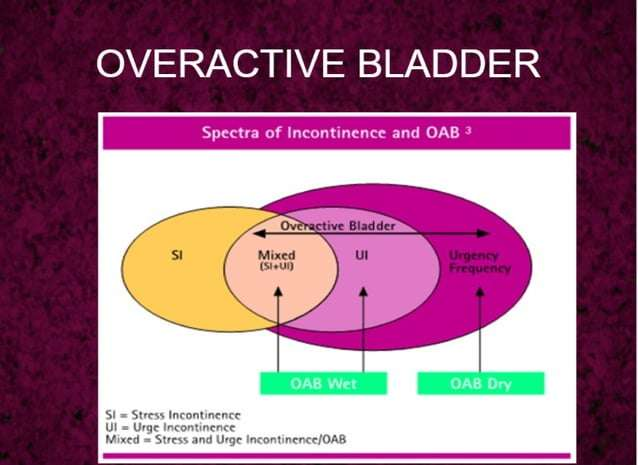 OVERACTIVE BLADDER
Spectra of Incontinence and OAB 3
Overactive Bladder
SI
Mixed
(SI+UI)
UI
Urgency
Frequency
OAB Wet
OAB Dry
SI = Stress Incontinence
UI = Urge Incontinence
Mixed = Stress and Urge Incontinence/OAB